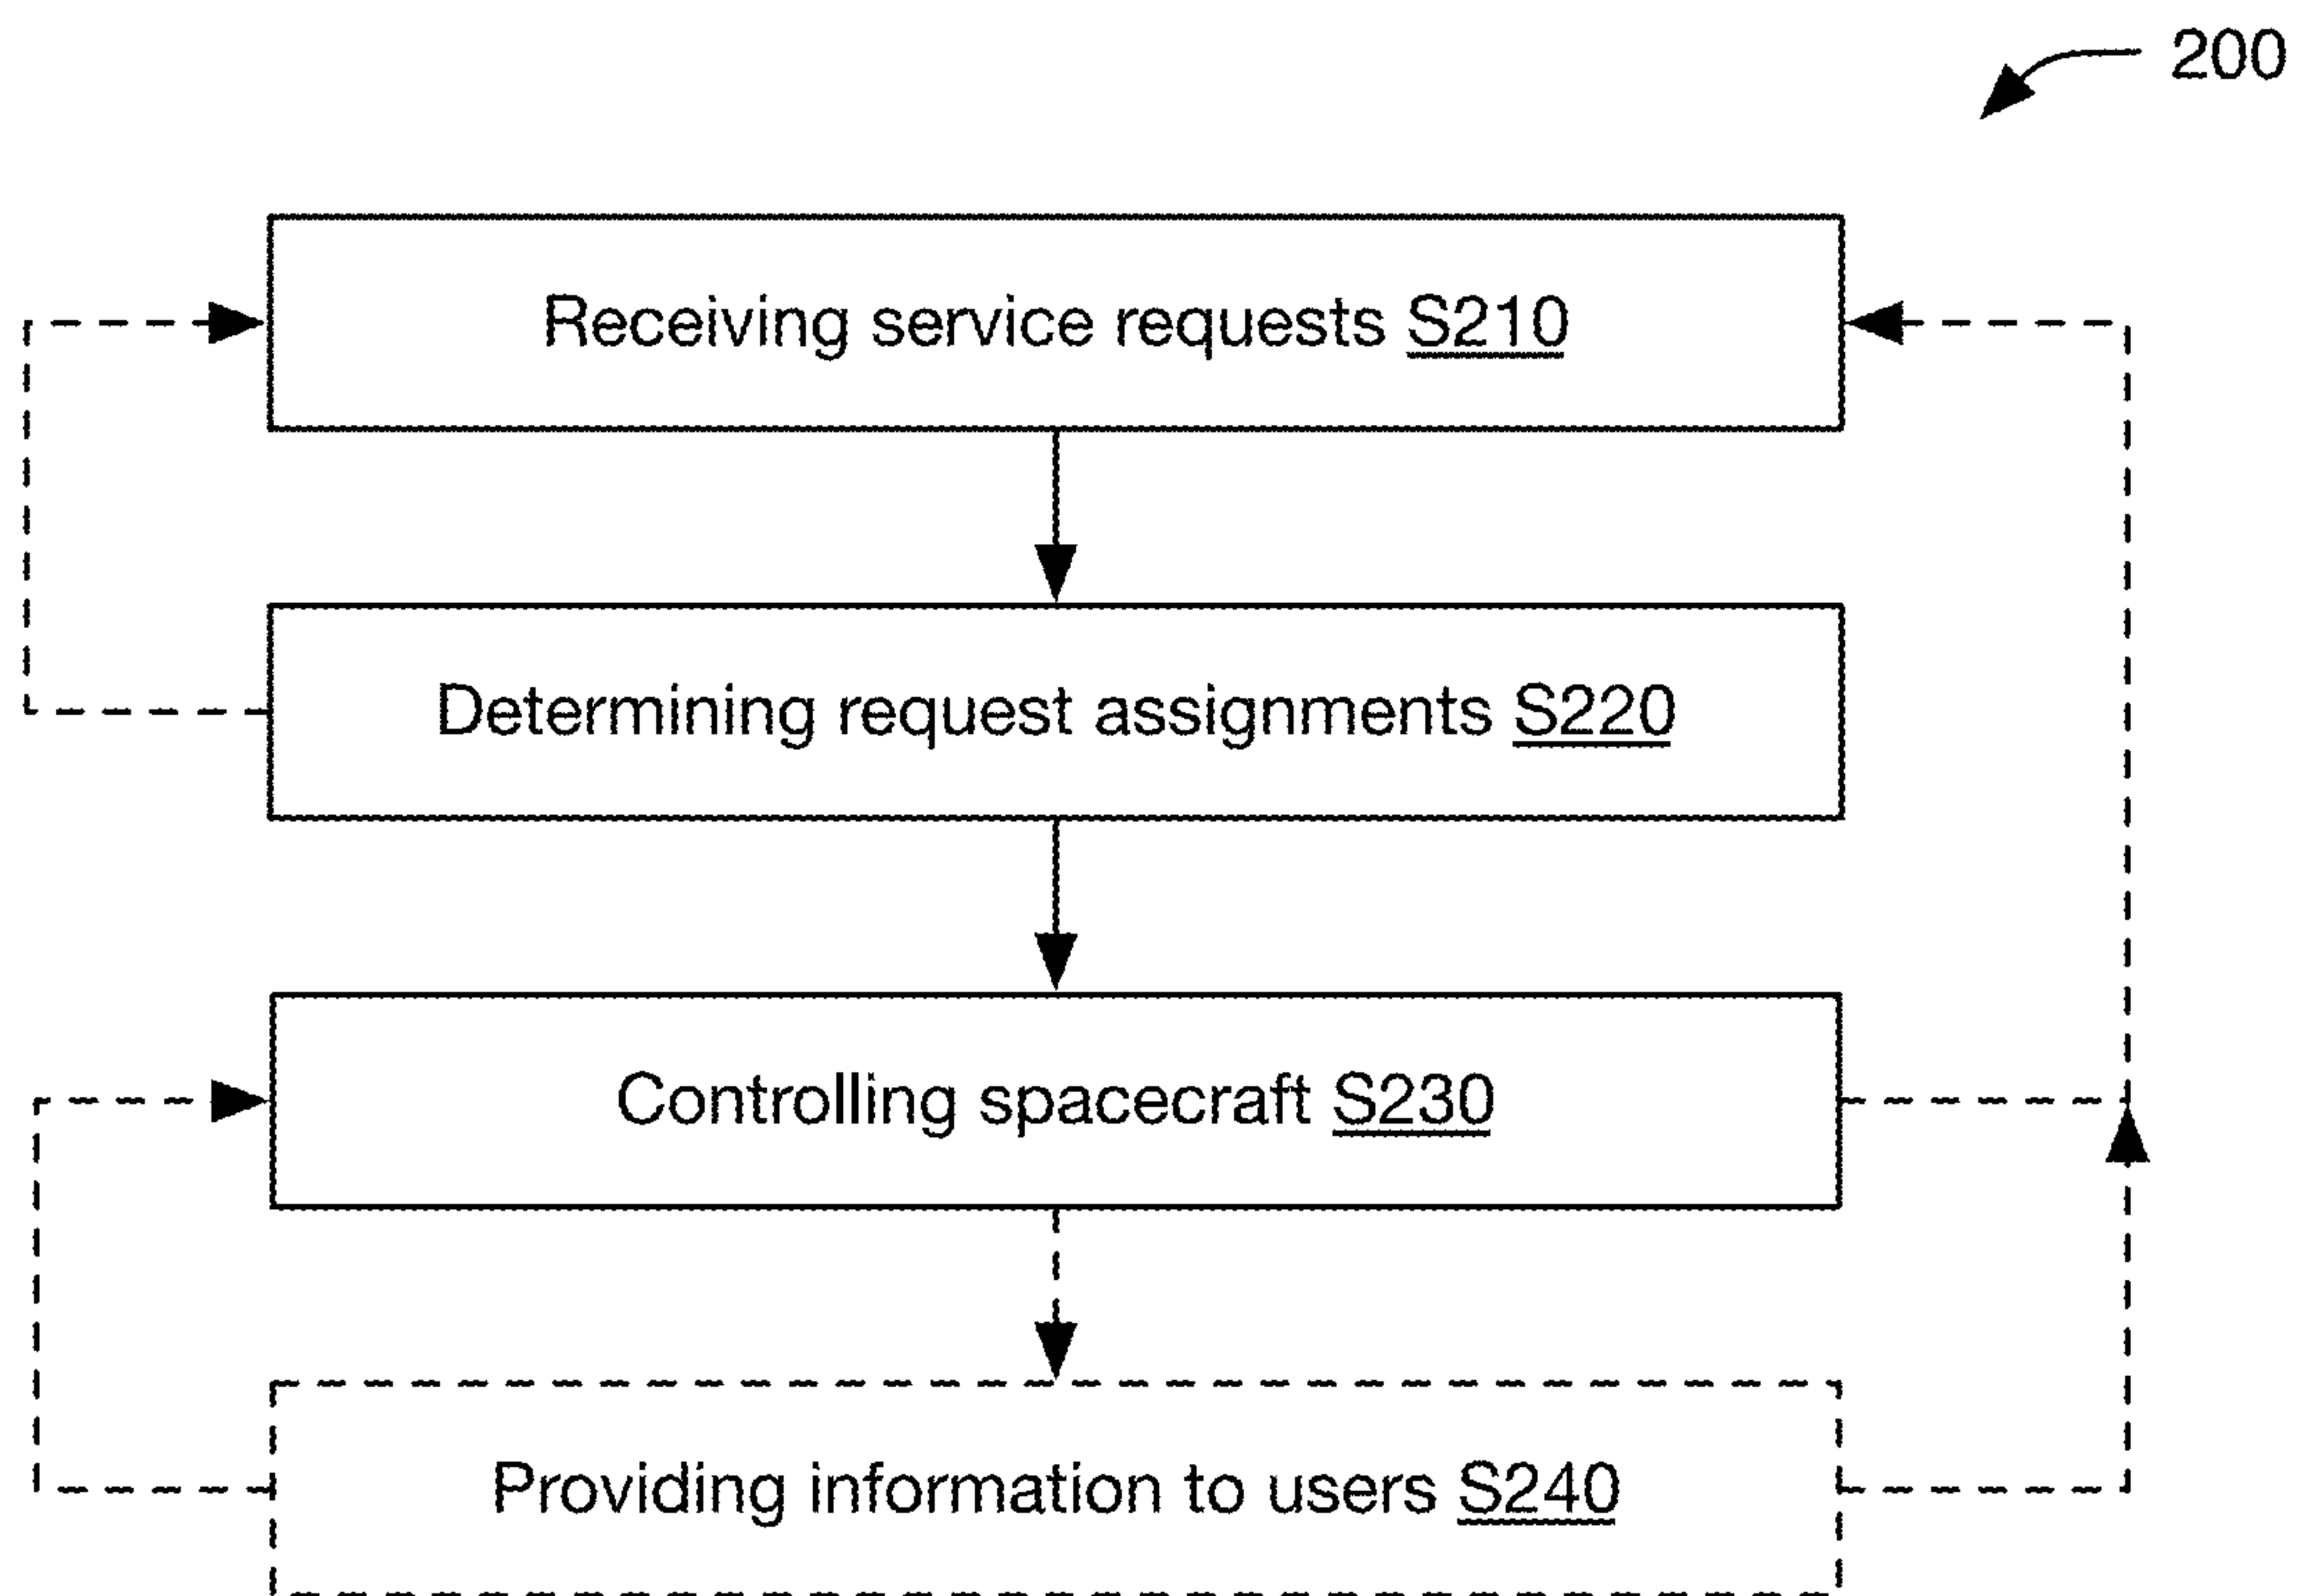 200
Receiving service requests S210
Determining request assignments S220
Controlling spacecraft S230
Providing information to users S240